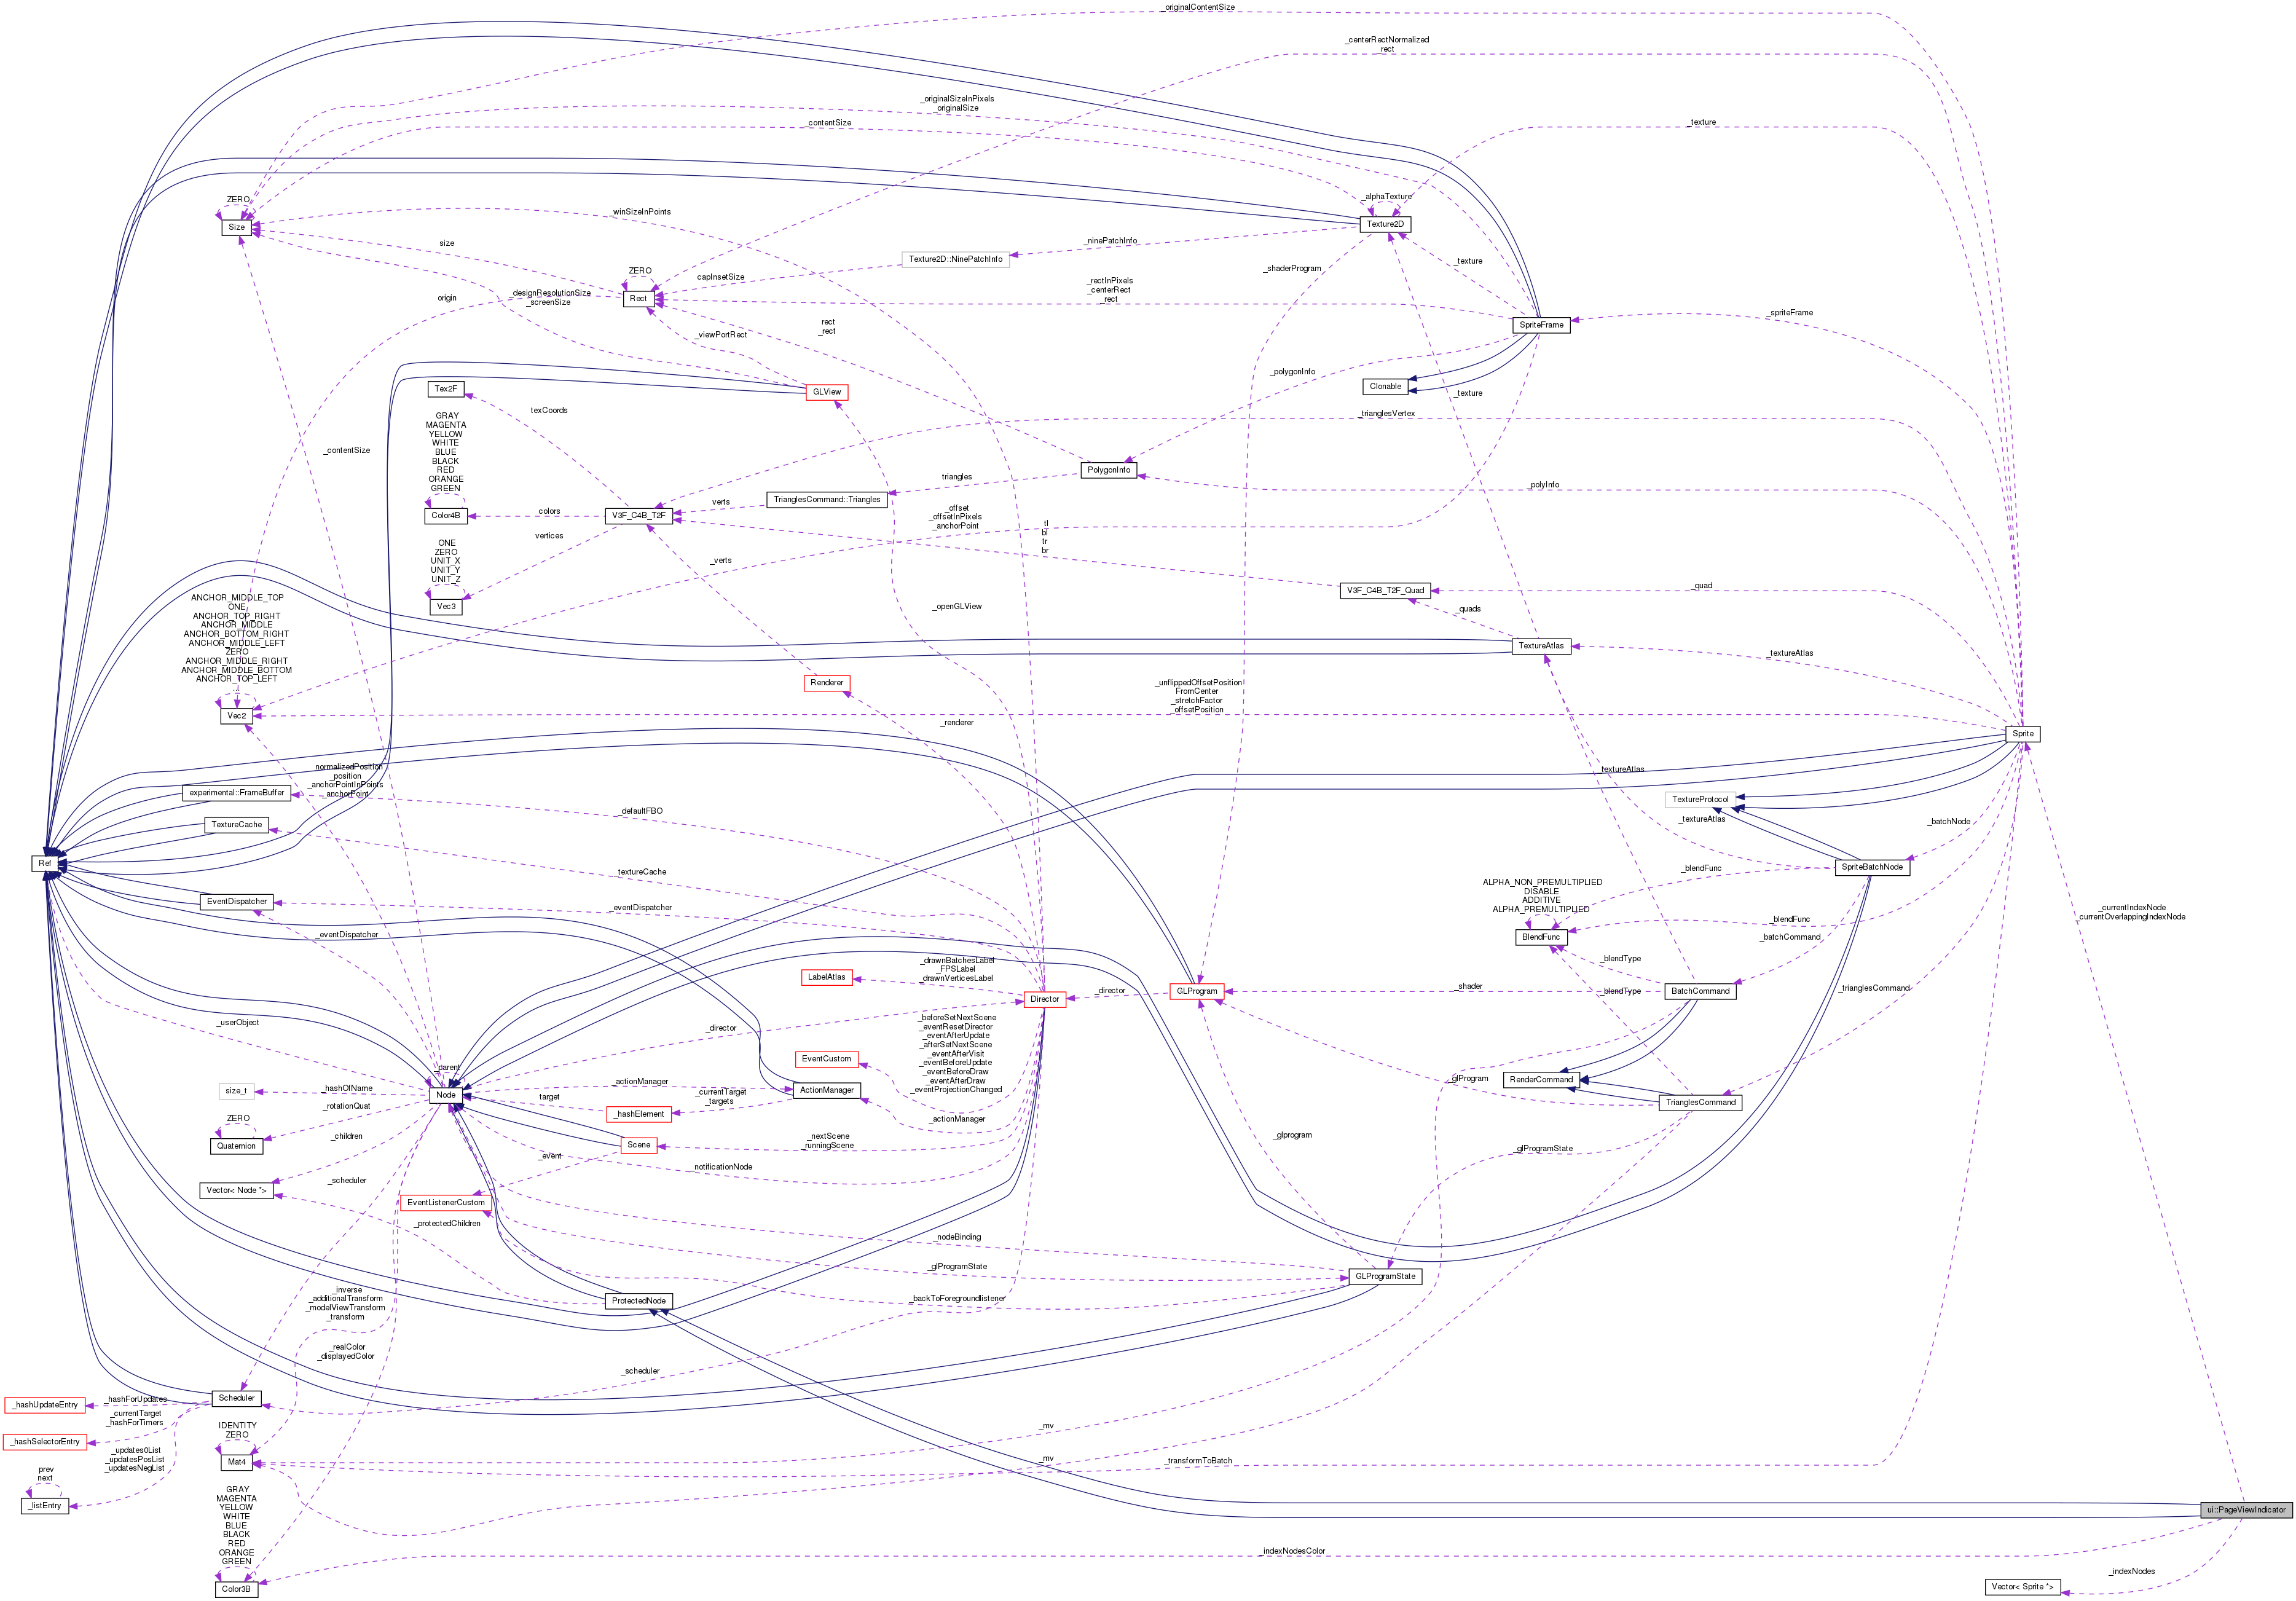 _originalContentSize
_centerRectNormalized
_rect
_originalSizeInPixels
_originalSize
_contentSize
_texture
ZERO
Size
_winSizeInPoints
_alphaTexture
Texture2D
size
_ninePatchInfo
Texture2D::NinePatchInfo
capInsetSize
_shaderProgram
_texture
ZERO
Rect
origin
_designResolutionSize
_screenSize
_rectInPixels
_centerRect
_rect
_spriteFrame
SpriteFrame
rect
_rect
_viewPortRect
_polygonInfo
Clonable
GLView
Tex2F
texCoords
_texture
GRAY
MAGENTA
YELLOW
WHITE
BLUE
BLACK
RED
ORANGE
GREEN
Color4B
_trianglesVertex
_contentSize
PolygonInfo
triangles
TrianglesCommand::Triangles
verts
_polyInfo
colors
V3F_C4B_T2F
_offset
_offsetInPixels
_anchorPoint
tl
bl
tr
br
vertices
ONE
ZERO
UNIT_X
UNIT_Y
UNIT_Z
Vec3
_verts
V3F_C4B_T2F_Quad
_quad
_quads
_openGLView
ANCHOR_MIDDLE_TOP
ONE
ANCHOR_TOP_RIGHT
ANCHOR_MIDDLE
ANCHOR_BOTTOM_RIGHT
ANCHOR_MIDDLE_LEFT
ZERO
ANCHOR_MIDDLE_RIGHT
ANCHOR_MIDDLE_BOTTOM
ANCHOR_TOP_LEFT
...
Vec2
TextureAtlas
_textureAtlas
Renderer
_unflippedOffsetPosition
FromCenter
_stretchFactor
_offsetPosition
_renderer
Sprite
_normalizedPosition
_position
_anchorPointInPoints
_anchorPoint
_textureAtlas
experimental::FrameBuffer
_defaultFBO
TextureProtocol
TextureCache
_textureAtlas
_batchNode
Ref
_textureCache
_blendFunc
SpriteBatchNode
EventDispatcher
_eventDispatcher
ALPHA_NON_PREMULTIPLIED
DISABLE
ADDITIVE
ALPHA_PREMULTIPLIED
BlendFunc
_blendFunc
_currentIndexNode
_currentOverlappingIndexNode
_eventDispatcher
_batchCommand
_drawnBatchesLabel
_FPSLabel
_drawnVerticesLabel
LabelAtlas
_blendType
Director
_director
GLProgram
_shader
_blendType
BatchCommand
_trianglesCommand
_userObject
_director
_beforeSetNextScene
_eventResetDirector
_eventAfterUpdate
_afterSetNextScene
_eventAfterVisit
_eventBeforeUpdate
_eventBeforeDraw
_eventAfterDraw
_eventProjectionChanged
EventCustom
_parent
Node
size_t
_hashOfName
_actionManager
ActionManager
_glProgram
RenderCommand
TrianglesCommand
_rotationQuat
target
_hashElement
_currentTarget
_targets
_actionManager
ZERO
Quaternion
_children
Scene
_nextScene
_runningScene
_glprogram
_glProgramState
_event
_notificationNode
_scheduler
Vector< Node *>
EventListenerCustom
_protectedChildren
_nodeBinding
_glProgramState
GLProgramState
_inverse
_additionalTransform
_modelViewTransform
_transform
ProtectedNode
_backToForegroundlistener
_realColor
_displayedColor
_scheduler
Scheduler
_hashUpdateEntry
_hashForUpdates
_currentTarget
_hashForTimers
_hashSelectorEntry
IDENTITY
ZERO
Mat4
_mv
_updates0List
_updatesPosList
_updatesNegList
_mv
_transformToBatch
prev
next
_listEntry
GRAY
MAGENTA
YELLOW
WHITE
BLUE
BLACK
RED
ORANGE
GREEN
Color3B
ui::PageViewIndicator
_indexNodesColor
_indexNodes
Vector< Sprite *>